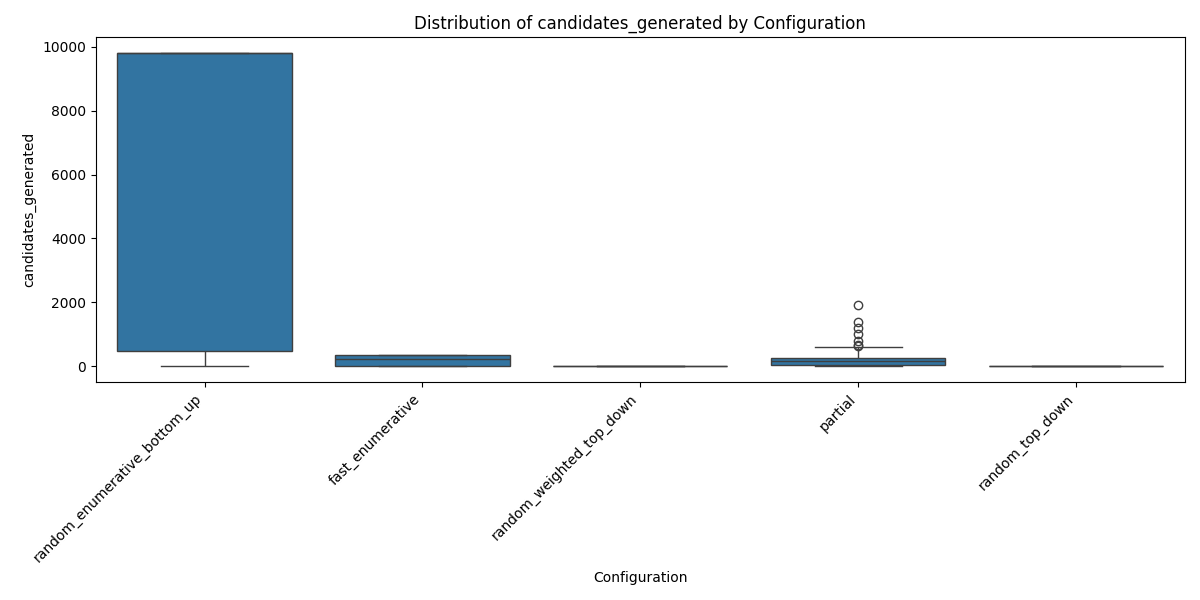 Distribution of candidates_generated by Configuration
candidates_generated
10000
8000
6000
4000
2000
0
random_enumerative_bottom_up
fast_enumerative
random_weighted_top_down
partial
random_top_down
Configuration